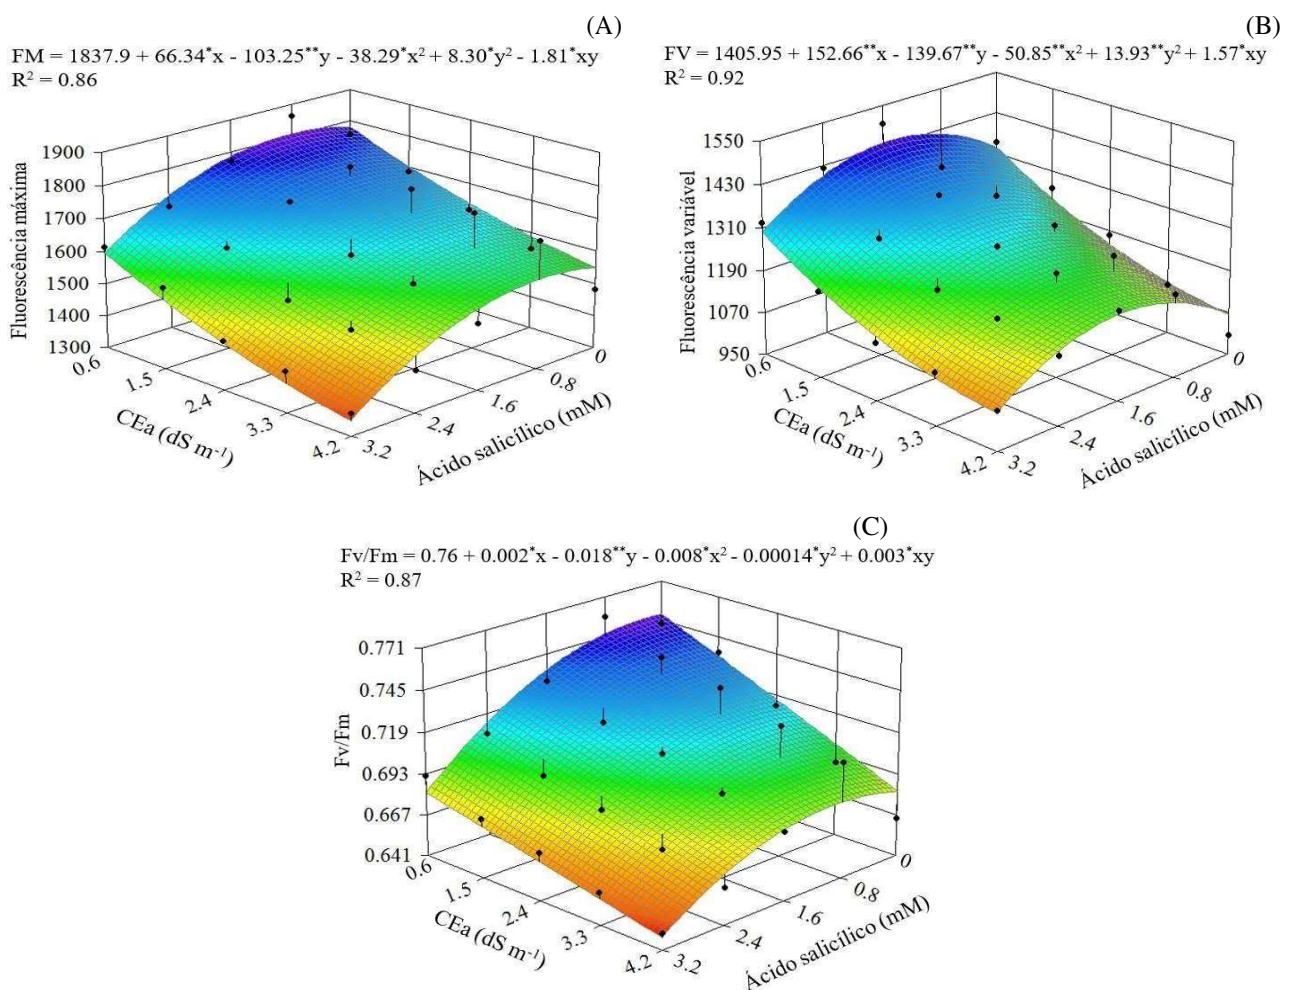 (A)
FM = 1837.9 + 66.34*x - 103.25**y - 38.29*x² + 8.30*y² - 1.81*xy
R² = 0.86
Fluorescência máxima
1900
1800
1700
1600
1500
1400
1300
0.6
1.5
2.4
3.3
4.2
CEa (dS m⁻¹)
3.2
2.4
1.6
0.8
0
Ácido salicílico (mM)
(B)
FV = 1405.95 + 152.66**x - 139.67**y - 50.85**x² + 13.93**y² + 1.57*xy
R² = 0.92
Fluorescência variável
1550
1430
1310
1190
1070
950
0.6
1.5
2.4
3.3
4.2
CEa (dS m⁻¹)
3.2
2.4
1.6
0.8
0
Ácido salicílico (mM)
(C)
Fv/Fm = 0.76 + 0.002*x - 0.018**y - 0.008*x² - 0.00014*y² + 0.003*xy
R² = 0.87
Fv/Fm
0.771
0.745
0.719
0.693
0.667
0.641
0.6
1.5
2.4
3.3
4.2
CEa (dS m⁻¹)
3.2
2.4
1.6
0.8
0
Ácido salicílico (mM)